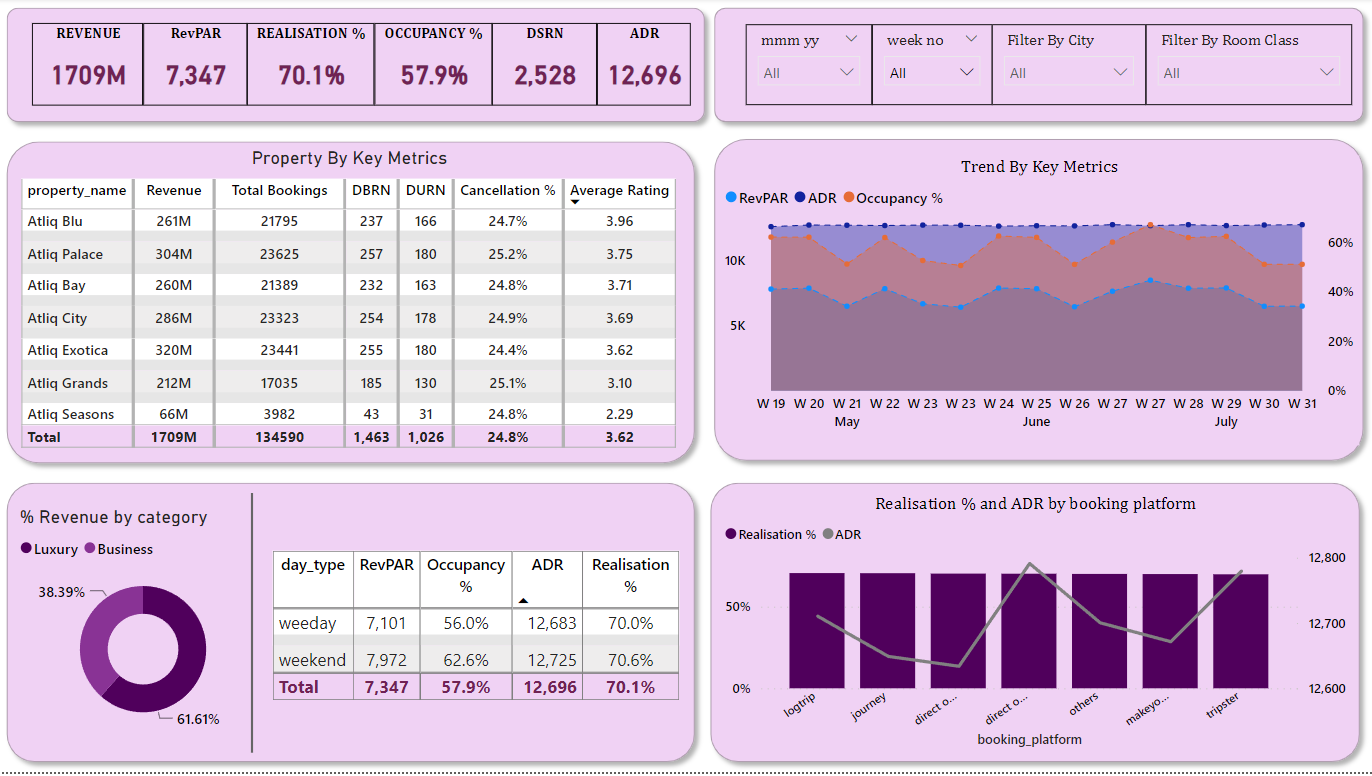 REVENUE RevPAR REALISATION % OCCUPANCY % DSRN ADR
1709M 7,347 70.1% 57.9% 2,528 12,696
mmm yy week no Filter By City Filter By Room Class
All All All All
Property By Key Metrics
property_name Revenue Total Bookings DBRN DURN Cancellation % Average Rating
Atliq Blu 261M 21795 237 166 24.7% 3.96
Atliq Palace 304M 23625 257 180 25.2% 3.75
Atliq Bay 260M 21389 232 163 24.8% 3.71
Atliq City 286M 23323 254 178 24.9% 3.69
Atliq Exotica 320M 23441 255 180 24.4% 3.62
Atliq Grands 212M 17035 185 130 25.1% 3.10
Atliq Seasons 66M 3982 43 31 24.8% 2.29
Total 1709M 134590 1,463 1,026 24.8% 3.62
Trend By Key Metrics
RevPAR ADR Occupancy %
60%
10K
40%
5K
20%
0%
W 19 W 20 W 21 W 22 W 23 W 23 W 24 W 25 W 26 W 27 W 27 W 28 W 29 W 30 W 31
May June July
% Revenue by category
Luxury Business
38.39%
61.61%
day_type RevPAR Occupancy % ADR Realisation %
weeday 7,101 56.0% 12,683 70.0%
weekend 7,972 62.6% 12,725 70.6%
Total 7,347 57.9% 12,696 70.1%
Realisation % and ADR by booking platform
Realisation % ADR
12,800
50%
12,700
0%
12,600
logtrip journey direct o... direct o... others makeyo... tripster
booking_platform